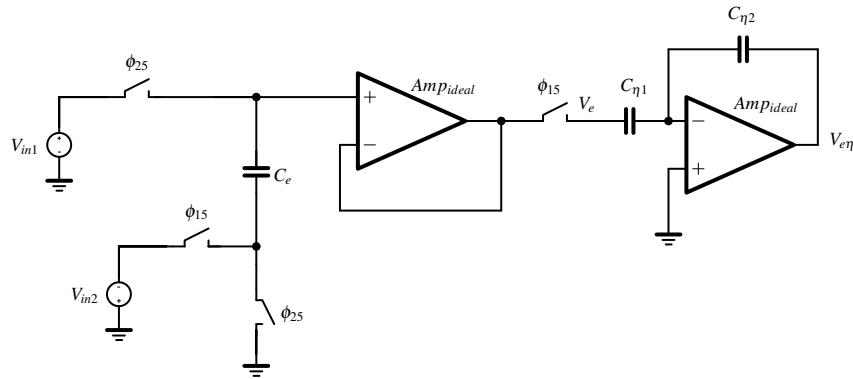 ϕ25
Vin1
+
-
Ce
ϕ15
Vin2
-
+
ϕ25
Ampideal
+
−
ϕ15
Ve
Cη1
Cη2
Ampideal
−
+
Veη